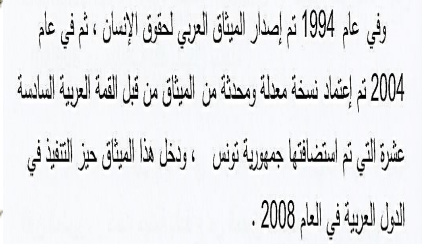 وفي عام 1994 تم إصدار الميثاق العربي لحقوق الإنسان ، ثم في عام
2004 تم إعتماد نسخة معدلة ومحدثة من الميثاق من قبل القمة العربية السادسة
عشرة التي تم استضافتها جمهورية تونس ، ودخل هذا الميثاق حيز التنفيذ في
الدول العربية في العام 2008 .